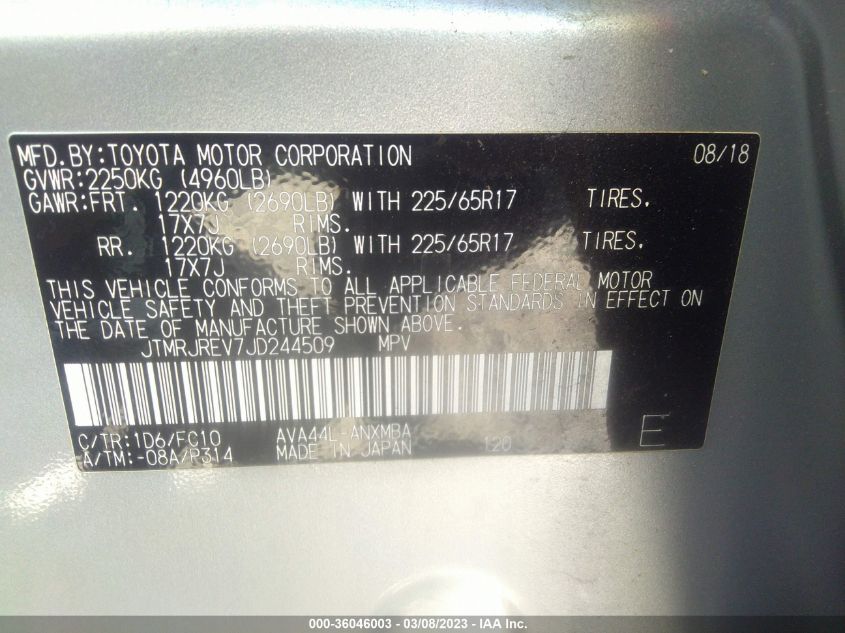 MFD.BY:TOYOTA MOTOR CORPORATION 08/18
GVWR:2250KG (4960LB)
GAWR:FRT. 1220KG (2690LB) WITH 225/65R17 TIRES.
17X7J RIMS.
RR. 1220KG (2690LB) WITH 225/65R17 TIRES.
17X7J RIMS.
THIS VEHICLE CONFORMS TO ALL APPLICABLE FEDERAL MOTOR
VEHICLE SAFETY AND THEFT PREVENTION STANDARDS IN EFFECT ON
THE DATE OF MANUFACTURE SHOWN ABOVE.
JTMRJREV7JD244509 MPV
C/TR:1D6/FC10 AVA44L-ANXMBA
A/TM:-08A/P314 MADE IN JAPAN 120 E
000-36046003 - 03/08/2023 - IAA Inc.